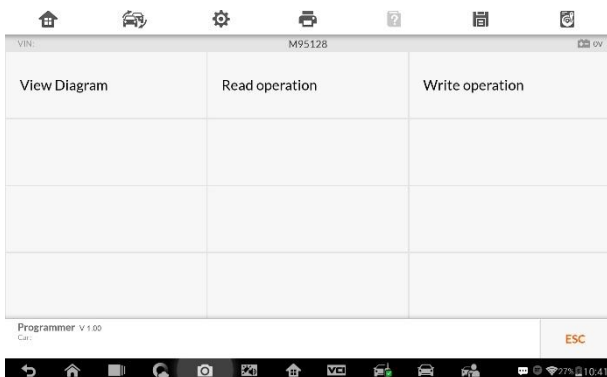 VIN: M95128 0V
View Diagram Read operation Write operation
Programmer V 1.00
Car:
ESC
27% 10:41